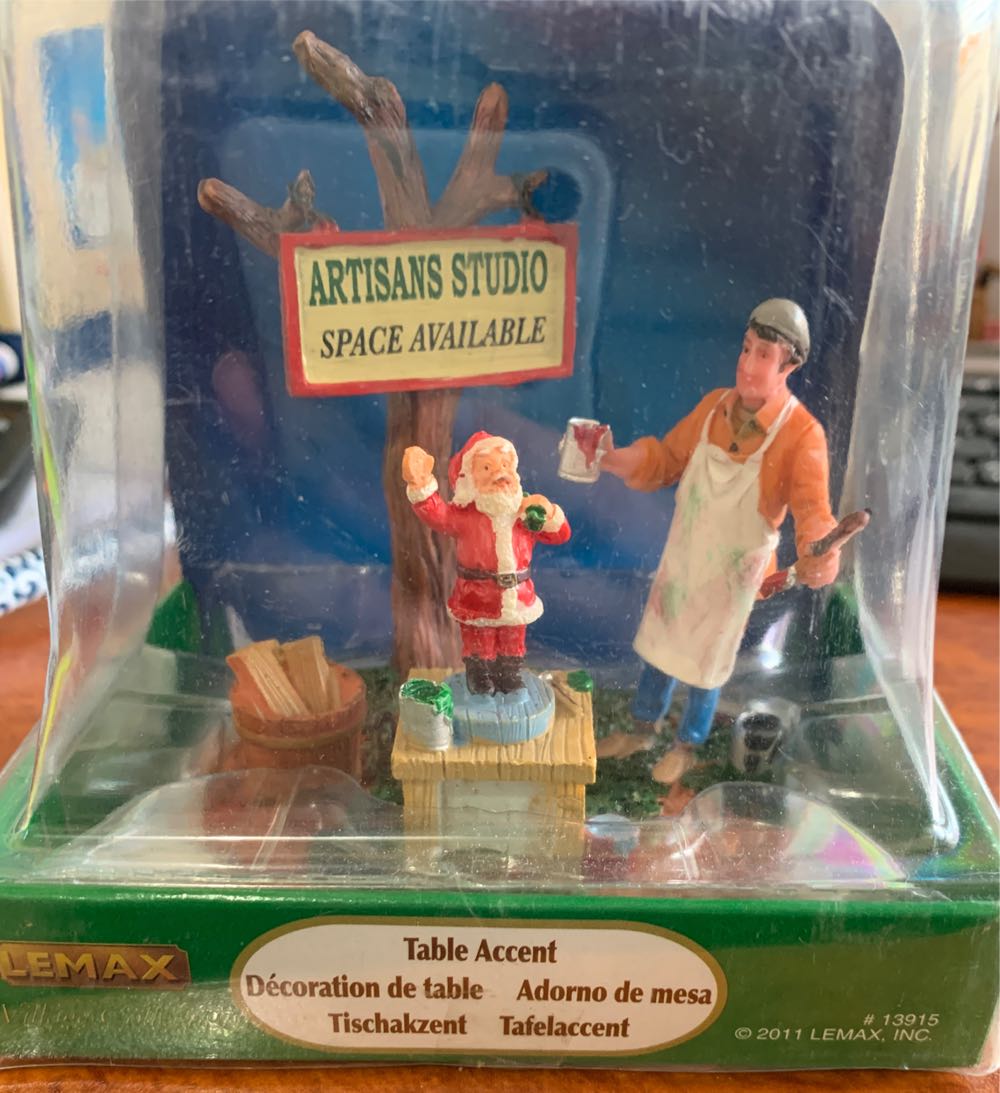 ARTISANS STUDIO
SPACE AVAILABLE
LEMAX
Table Accent
Décoration de table Adorno de mesa
Tischakzent Tafelaccent
# 13915
© 2011 LEMAX, INC.